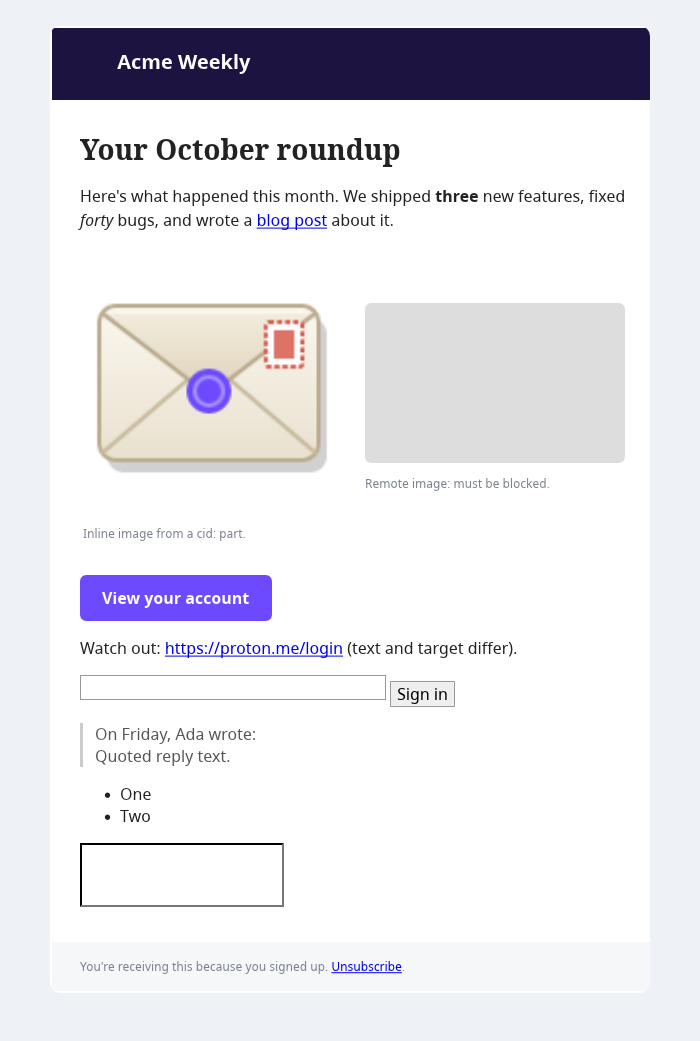 Acme Weekly
Your October roundup
Here's what happened this month. We shipped three new features, fixed
forty bugs, and wrote a blog post about it.
Remote image: must be blocked.
Inline image from a cid: part.
View your account
Watch out: https://proton.me/login (text and target differ).
Sign in
On Friday, Ada wrote:
Quoted reply text.
One
Two
You're receiving this because you signed up. Unsubscribe.